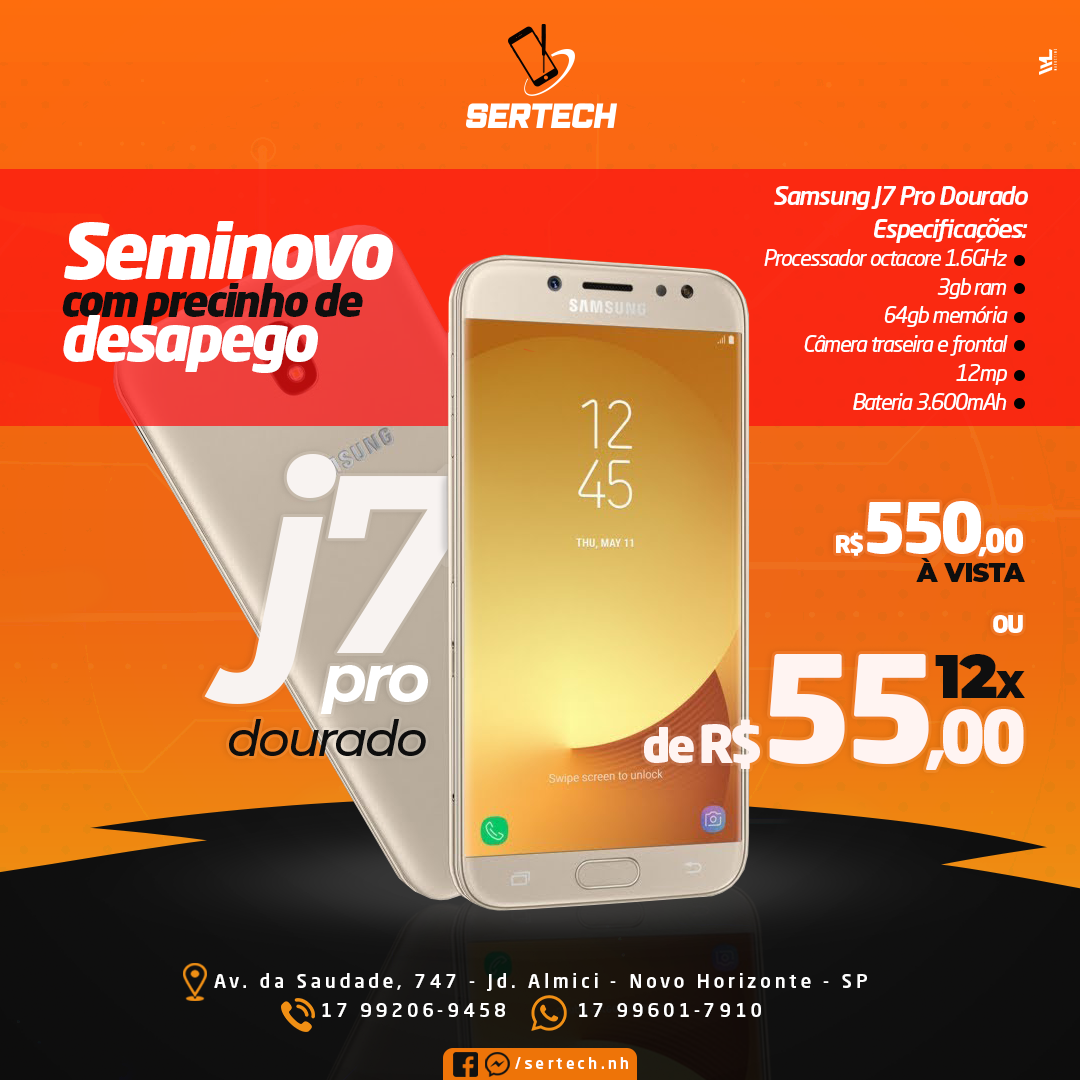 SERTECH
Seminovo
com precinho de
desapego
Samsung J7 Pro Dourado
Especificações:
Processador octacore 1.6GHz
3gb ram
64gb memória
Câmera traseira e frontal
12mp
Bateria 3.600mAh
SAMSUNG
12
45
THU, MAY 11
Swipe screen to unlock
j7
pro
dourado
R$550,00
À VISTA
OU
12x
de R$55,00
Av. da Saudade, 747 - Jd. Almici - Novo Horizonte - SP
17 99206-9458 17 99601-7910
/sertech.nh